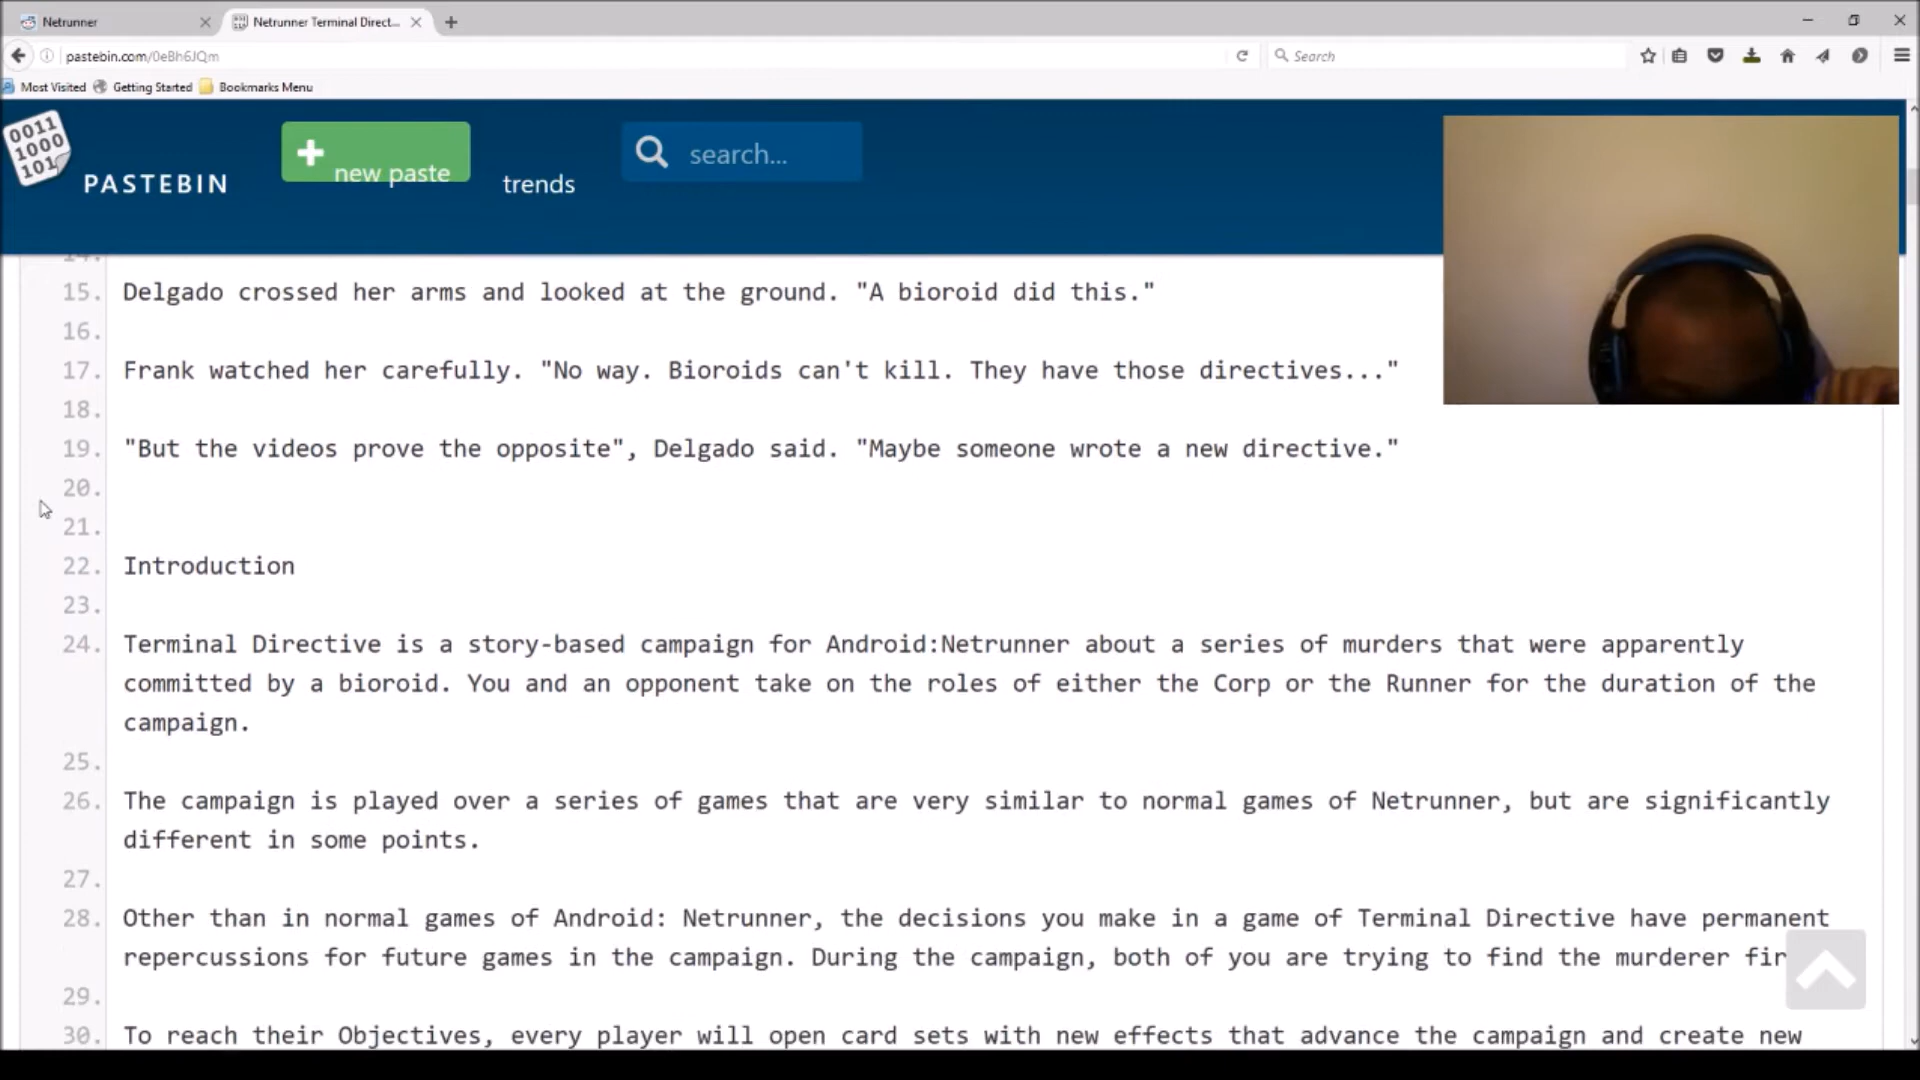 Netrunner
Netrunner Terminal Direct...
pastebin.com/0eBh6JQm
Search
Most Visited
Getting Started
Bookmarks Menu
0011
1000
101
PASTEBIN
new paste
trends
search...
14.
15. Delgado crossed her arms and looked at the ground. "A bioroid did this."
16.
17. Frank watched her carefully. "No way. Bioroids can't kill. They have those directives..."
18.
19. "But the videos prove the opposite", Delgado said. "Maybe someone wrote a new directive."
20.
21.
22. Introduction
23.
24. Terminal Directive is a story-based campaign for Android:Netrunner about a series of murders that were apparently
committed by a bioroid. You and an opponent take on the roles of either the Corp or the Runner for the duration of the
campaign.
25.
26. The campaign is played over a series of games that are very similar to normal games of Netrunner, but are significantly
different in some points.
27.
28. Other than in normal games of Android: Netrunner, the decisions you make in a game of Terminal Directive have permanent
repercussions for future games in the campaign. During the campaign, both of you are trying to find the murderer fir
29.
30. To reach their Objectives, every player will open card sets with new effects that advance the campaign and create new